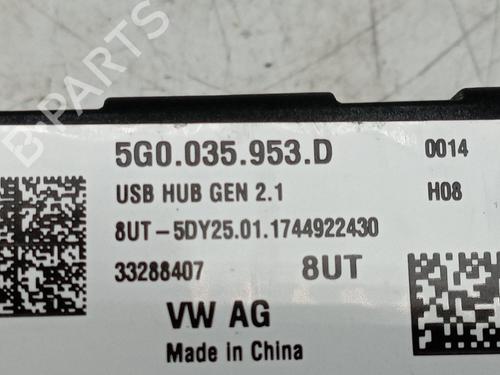 5G0.035.953.D 0014
USB HUB GEN 2.1 H08
8UT-5DY25.01.1744922430
33288407 8UT
VW AG
Made in China
B-PARTS